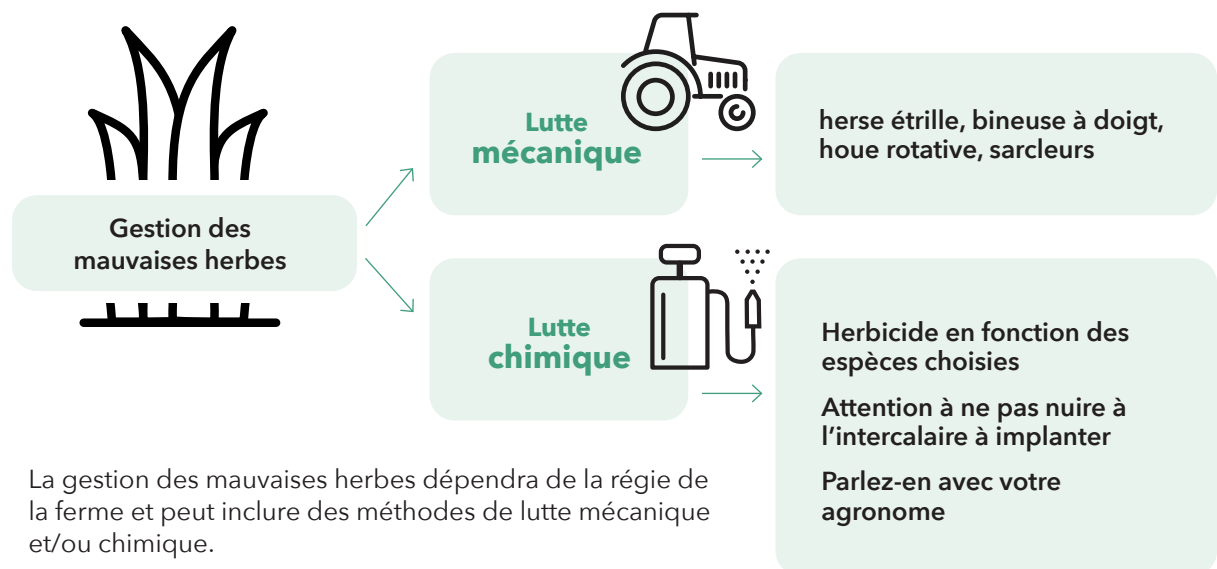 Gestion des
mauvaises herbes
Lutte
mécanique
herse étrille, bineuse à doigt,
houe rotative, sarcleurs
Lutte
chimique
Herbicide en fonction des
espèces choisies
Attention à ne pas nuire à
l’intercalaire à implanter
Parlez-en avec votre
agronome
La gestion des mauvaises herbes dépendra de la régie de
la ferme et peut inclure des méthodes de lutte mécanique
et/ou chimique.